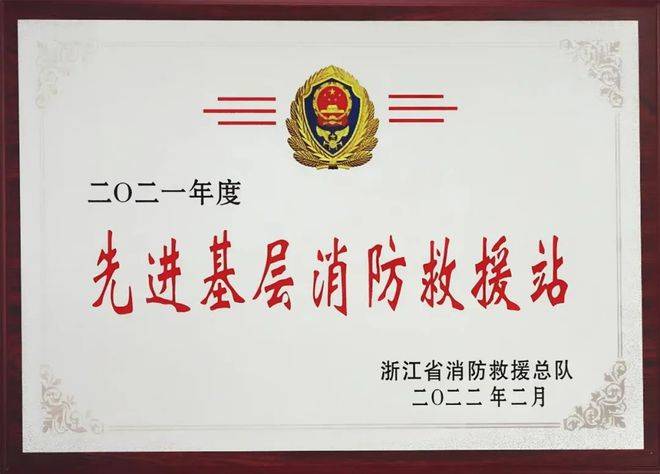 二〇二一年度
先进基层消防救援站
浙江省消防救援总队
二〇二二年二月